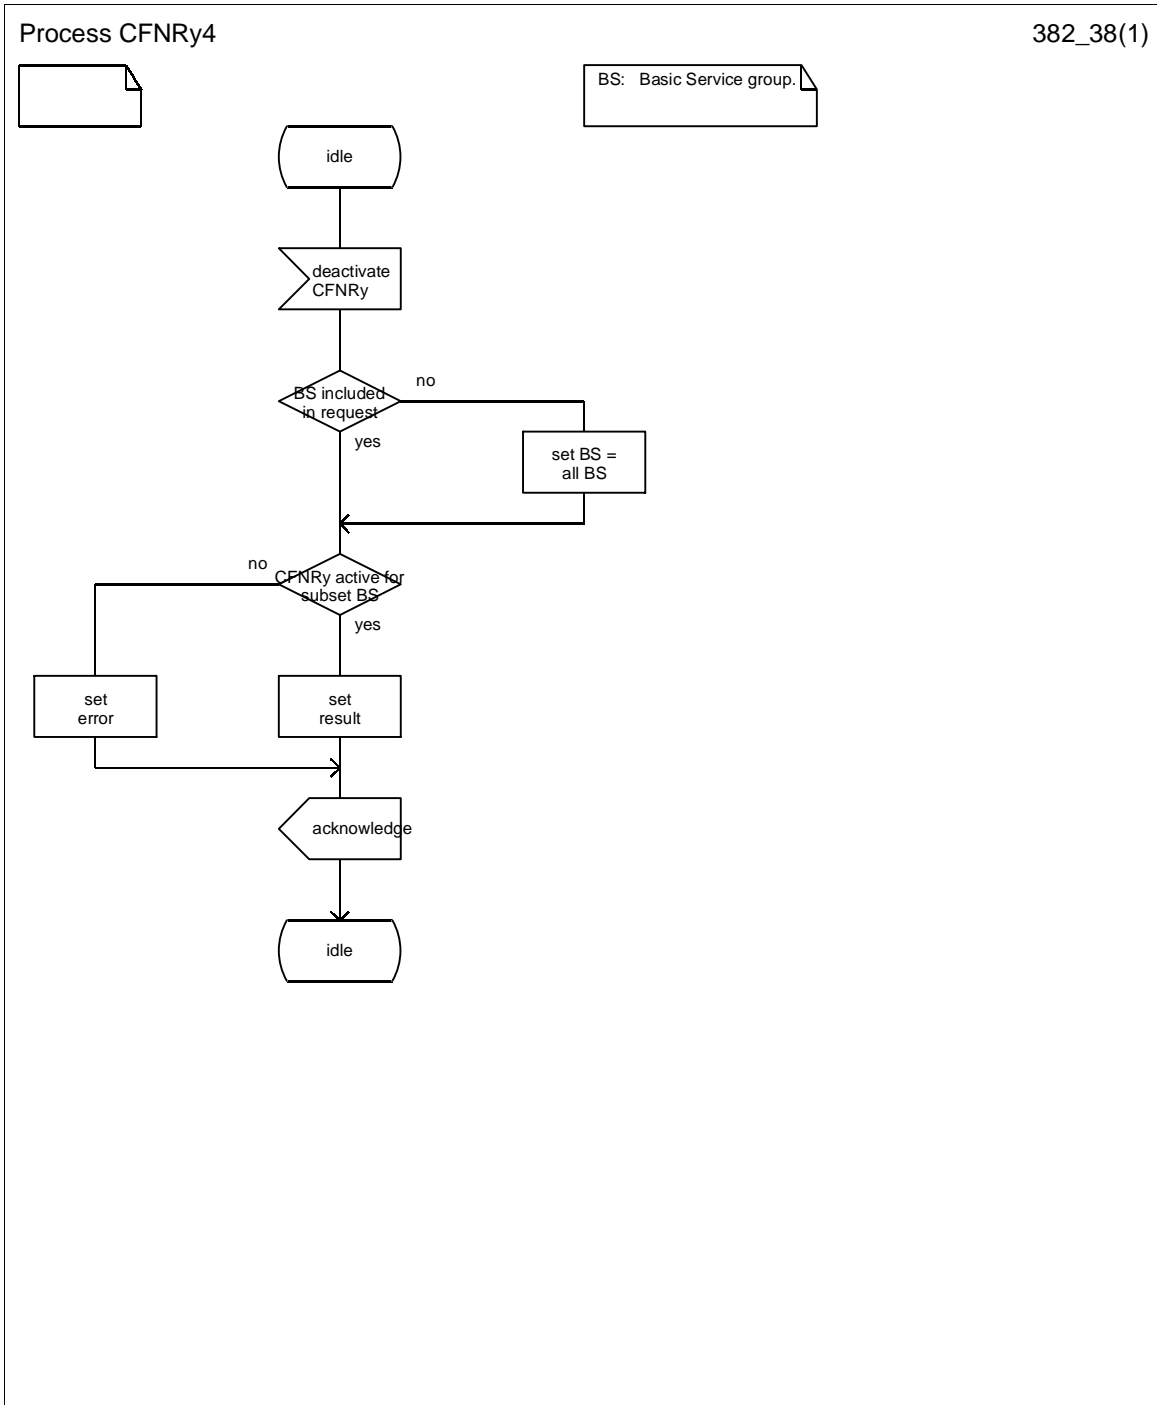 Process CFNRy4
382_38(1)
BS: Basic Service group.
idle
deactivate
CFNRy
BS included
in request
no
yes
set BS =
all BS
no
CFNRy active for
subset BS
yes
set
error
set
result
acknowledge
idle